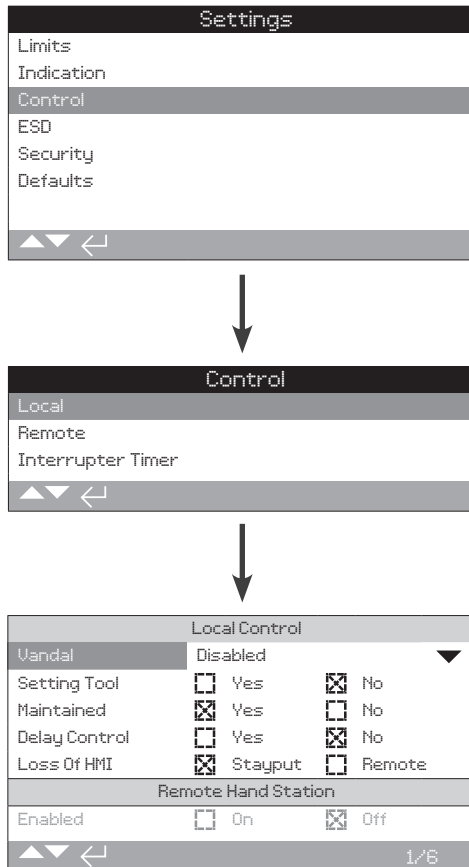 Settings
Limits
Indication
Control
ESD
Security
Defaults
Control
Local
Remote
Interrupter Timer
Local Control
Vandal Disabled
Setting Tool Yes No
Maintained Yes No
Delay Control Yes No
Loss Of HMI Stayput Remote
Remote Hand Station
Enabled On Off
1/6